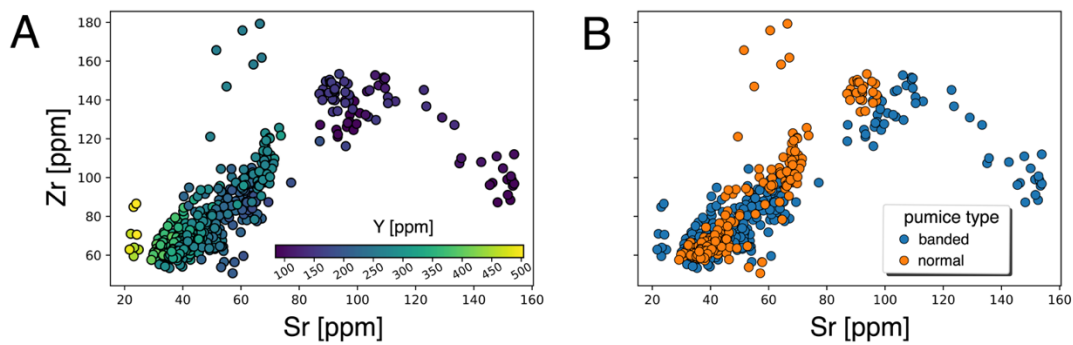 A
180
160
140
120
100
80
60
Zr [ppm]
Y [ppm]
100 150 200 250 300 350 400 450 500
20 40 60 80 100 120 140 160
Sr [ppm]
B
pumice type
banded
normal
20 40 60 80 100 120 140 160
Sr [ppm]